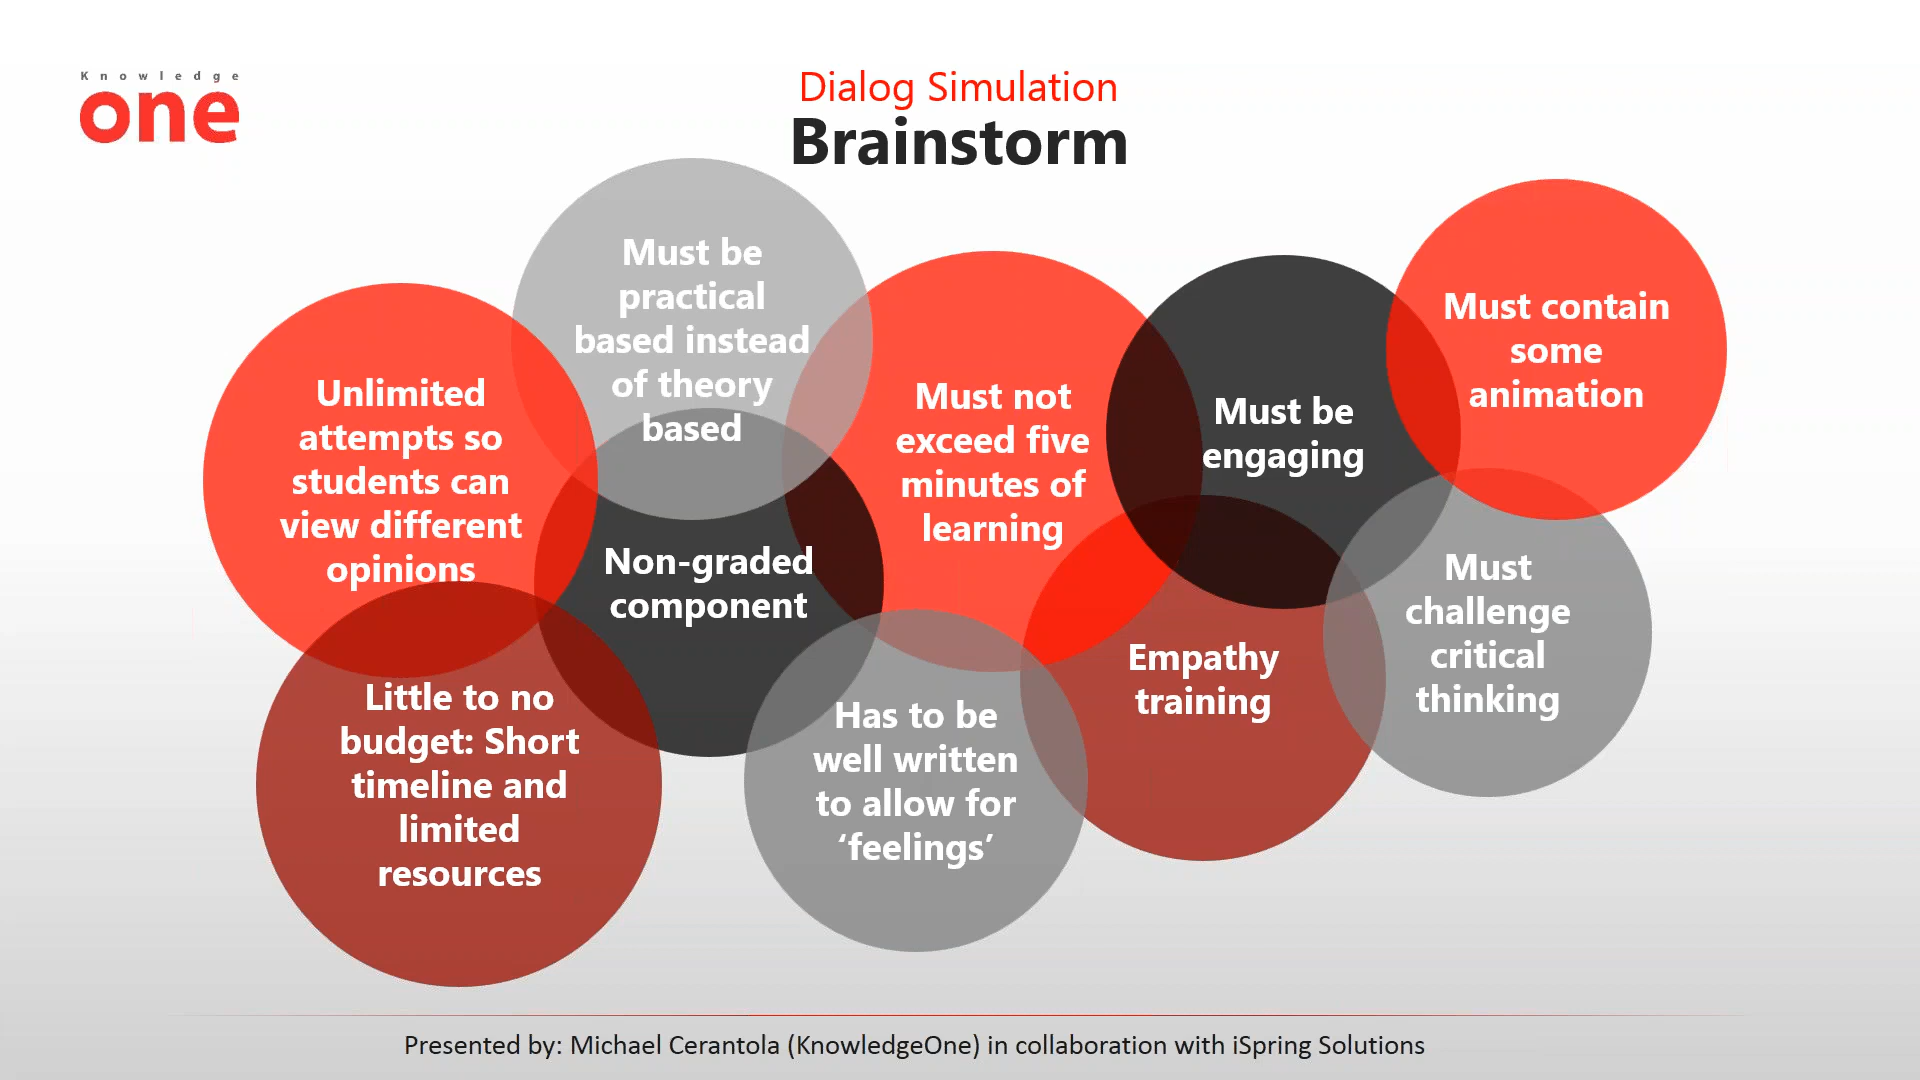 Knowledge
one
Dialog Simulation
Brainstorm
Must be
practical
based instead
of theory
based
Unlimited
attempts so
students can
view different
opinions
Must not
exceed five
minutes of
learning
Must be
engaging
Must contain
some
animation
Non-graded
component
Must
challenge
critical
thinking
Empathy
training
Little to no
budget: Short
timeline and
limited
resources
Has to be
well written
to allow for
‘feelings’
Presented by: Michael Cerantola (KnowledgeOne) in collaboration with iSpring Solutions